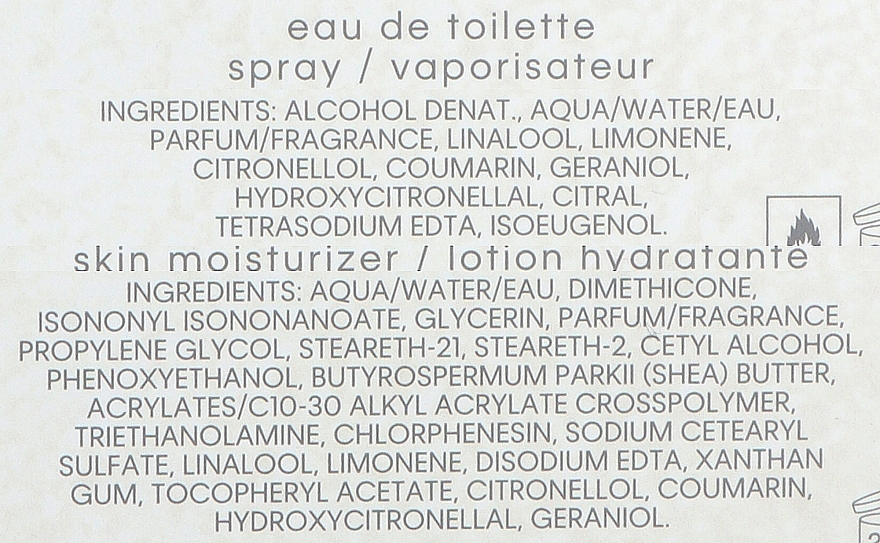 eau de toilette
spray / vaporisateur
INGREDIENTS: ALCOHOL DENAT., AQUA/WATER/EAU,
PARFUM/FRAGRANCE, LINALOOL, LIMONENE,
CITRONELLOL, COUMARIN, GERANIOL,
HYDROXYCITRONELLAL, CITRAL,
TETRASODIUM EDTA, ISOEUGENOL.
skin moisturizer / lotion hydratante
INGREDIENTS: AQUA/WATER/EAU, DIMETHICONE,
ISONONYL ISONONANOATE, GLYCERIN, PARFUM/FRAGRANCE,
PROPYLENE GLYCOL, STEARETH-21, STEARETH-2, CETYL ALCOHOL,
PHENOXYETHANOL, BUTYROSPERMUM PARKII (SHEA) BUTTER,
ACRYLATES/C10-30 ALKYL ACRYLATE CROSSPOLYMER,
TRIETHANOLAMINE, CHLORPHENESIN, SODIUM CETEARYL
SULFATE, LINALOOL, LIMONENE, DISODIUM EDTA, XANTHAN
GUM, TOCOPHERYL ACETATE, CITRONELLOL, COUMARIN,
HYDROXYCITRONELLAL, GERANIOL.